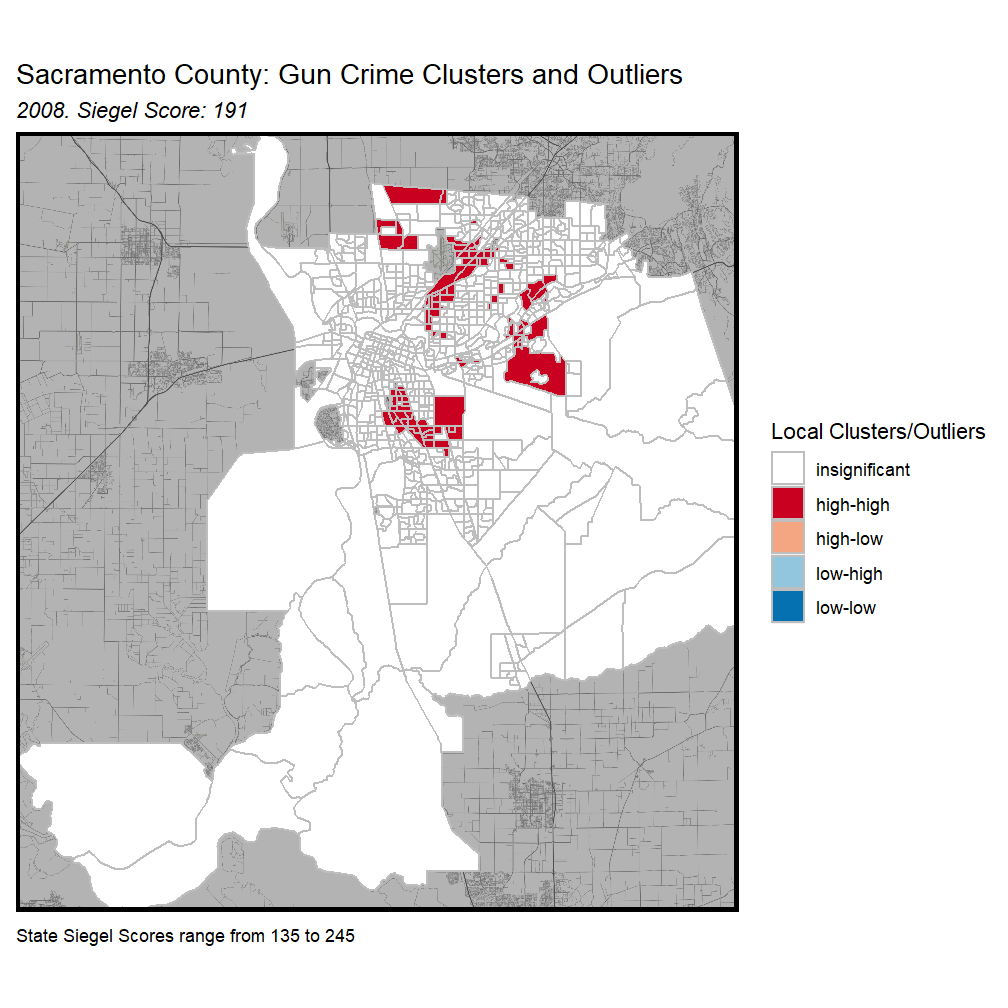 Sacramento County: Gun Crime Clusters and Outliers
2008. Siegel Score: 191
Local Clusters/Outliers
insignificant
high-high
high-low
low-high
low-low
State Siegel Scores range from 135 to 245